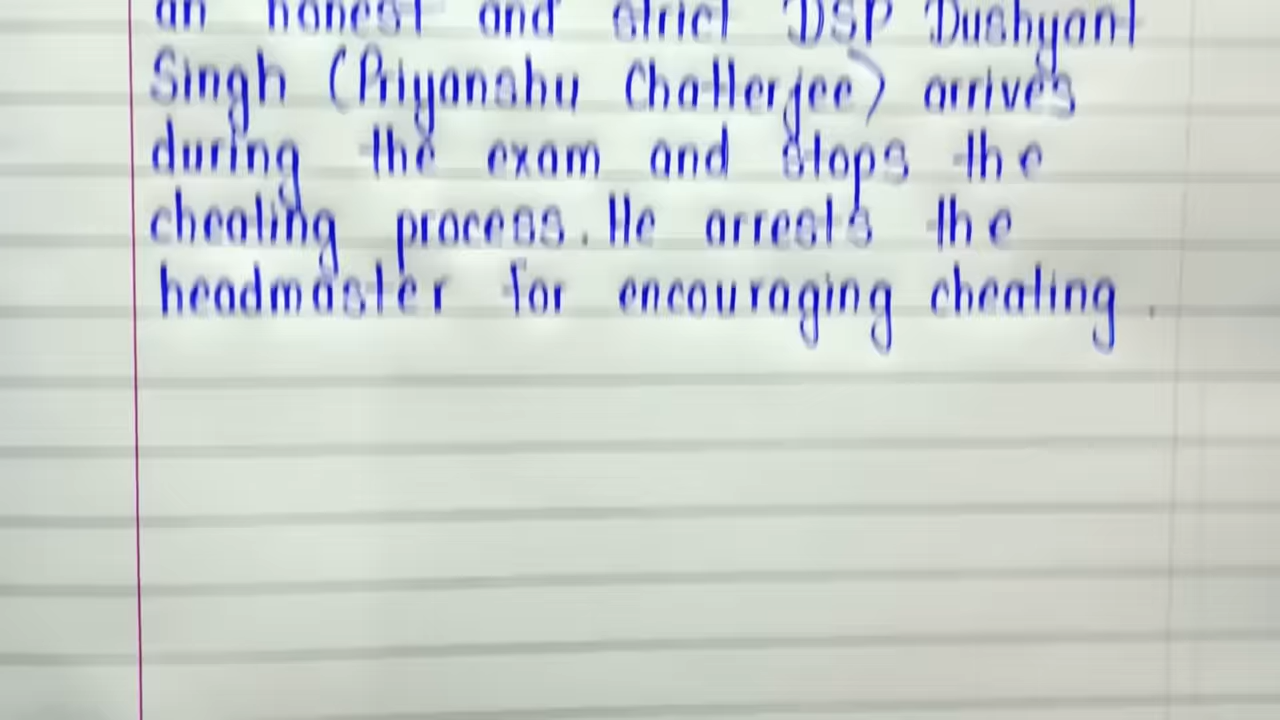 an honest and strict DSP Dushyant
Singh (Priyanshu Chatterjee) arrives
during the exam and stops the
cheating process. He arrests the
headmaster for encouraging cheating.